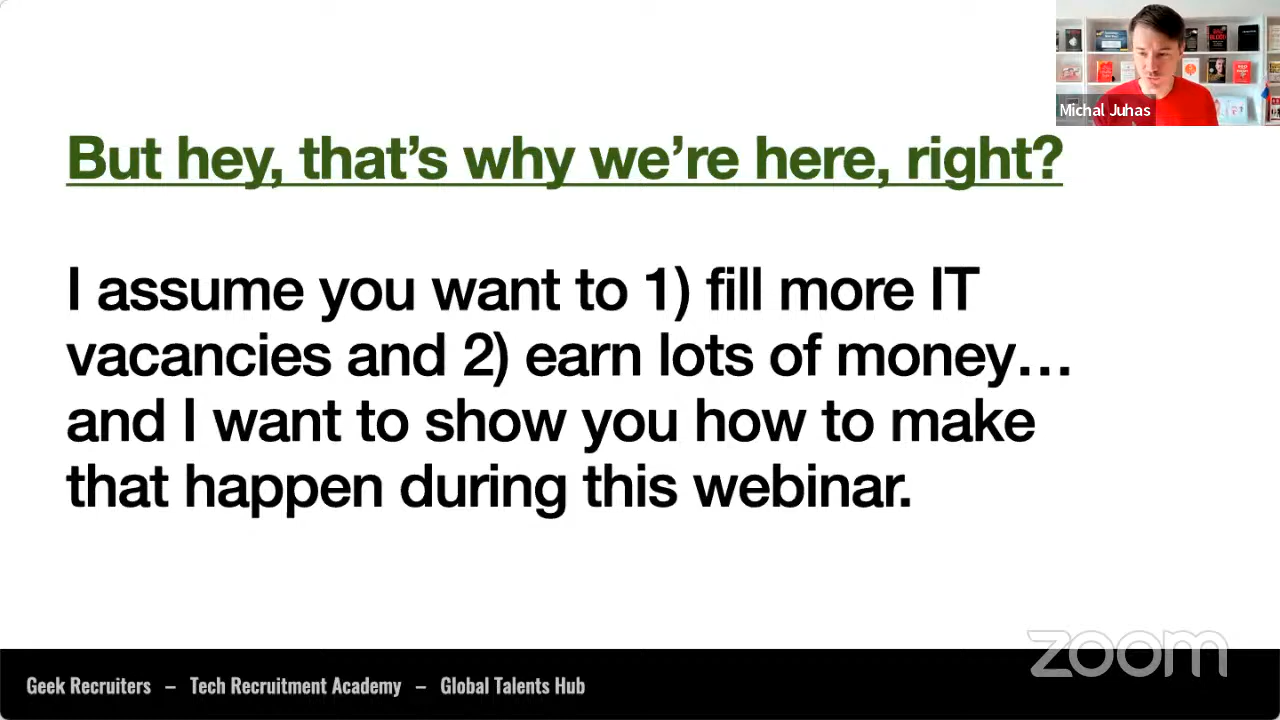 Michal Juhas
But hey, that’s why we’re here, right?
I assume you want to 1) fill more IT
vacancies and 2) earn lots of money…
and I want to show you how to make
that happen during this webinar.
zoom
Geek Recruiters – Tech Recruitment Academy – Global Talents Hub